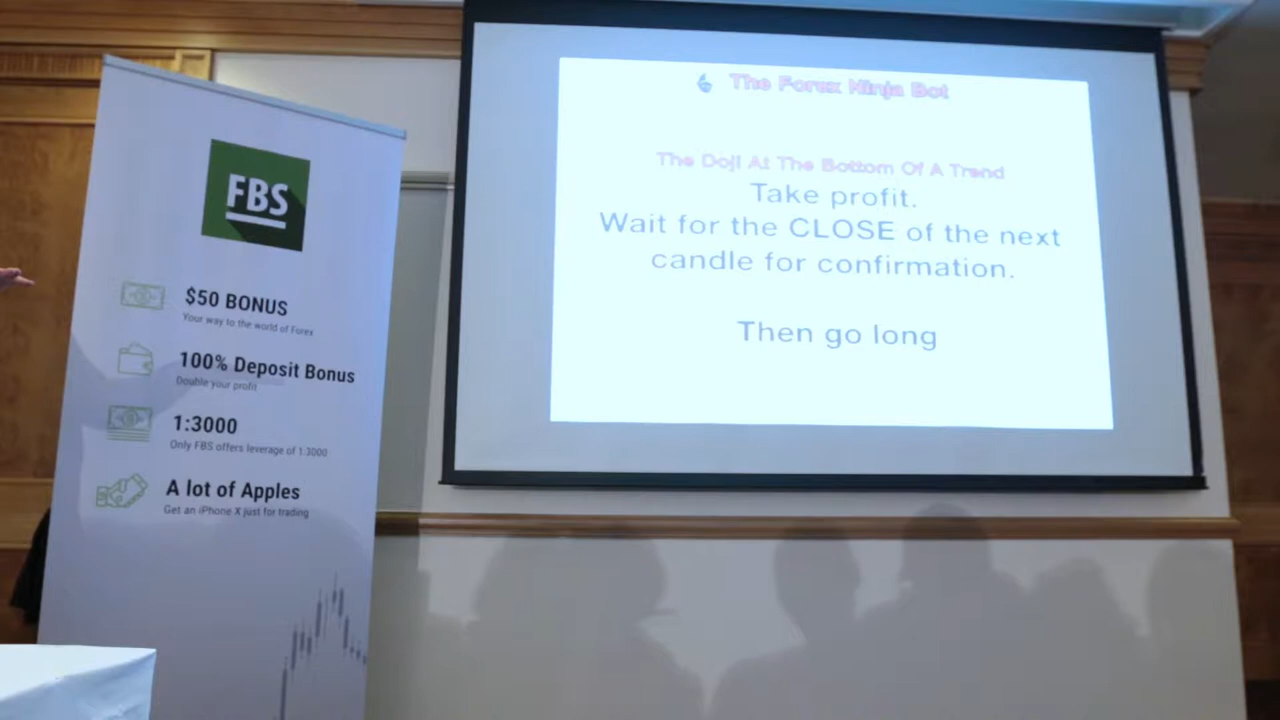 FBS
$50 BONUS
Your way to the world of Forex
100% Deposit Bonus
Double your profit
1:3000
Only FBS offers leverage of 1:3000
A lot of Apples
Get an iPhone X just for trading
The Forex Ninja Bot
The Doji At The Bottom Of A Trend
Take profit.
Wait for the CLOSE of the next
candle for confirmation.
Then go long